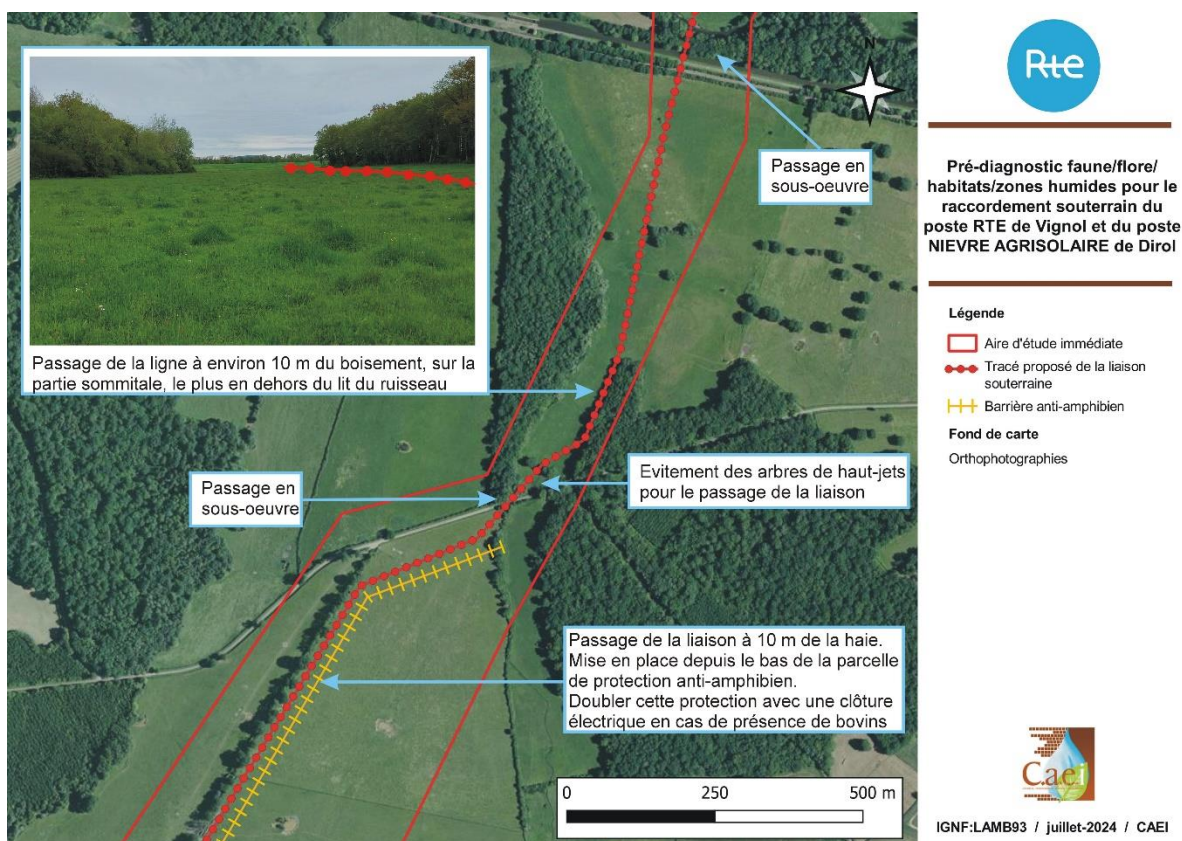 Passage de la ligne à environ 10 m du boisement, sur la
partie sommitale, le plus en dehors du lit du ruisseau
N
Passage en
sous-oeuvre
Passage en
sous-oeuvre
Evitement des arbres de haut-jets
pour le passage de la liaison
Passage de la liaison à 10 m de la haie.
Mise en place depuis le bas de la parcelle
de protection anti-amphibien.
Doubler cette protection avec une clôture
électrique en cas de présence de bovins
0 250 500 m
Rte
Pré-diagnostic faune/flore/
habitats/zones humides pour le
raccordement souterrain du
poste RTE de Vignol et du poste
NIEVRE AGRISOLAIRE de Dirol
Légende
Aire d'étude immédiate
Tracé proposé de la liaison
souterraine
Barrière anti-amphibien
Fond de carte
Orthophotographies
C.a.e.i
IGNF:LAMB93 / juillet-2024 / CAEI